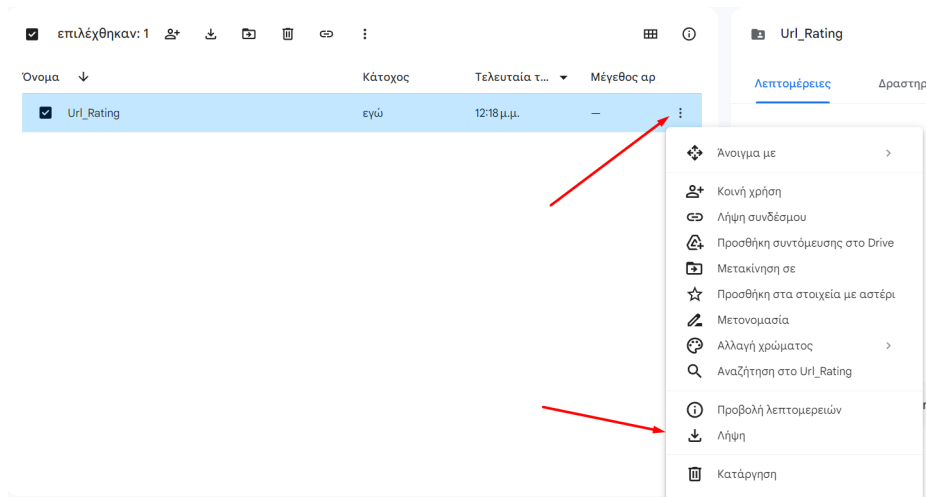 επιλέχθηκαν: 1
Url_Rating
Όνομα
Κάτοχος
Τελευταία τ...
Μέγεθος αρ
Λεπτομέρειες
Δραστηρ
Url_Rating
εγώ
12:18 μ.μ.
—
Άνοιγμα με
Κοινή χρήση
Λήψη συνδέσμου
Προσθήκη συντόμευσης στο Drive
Μετακίνηση σε
Προσθήκη στα στοιχεία με αστέρι
Μετονομασία
Αλλαγή χρώματος
Αναζήτηση στο Url_Rating
Προβολή λεπτομερειών
Λήψη
Κατάργηση